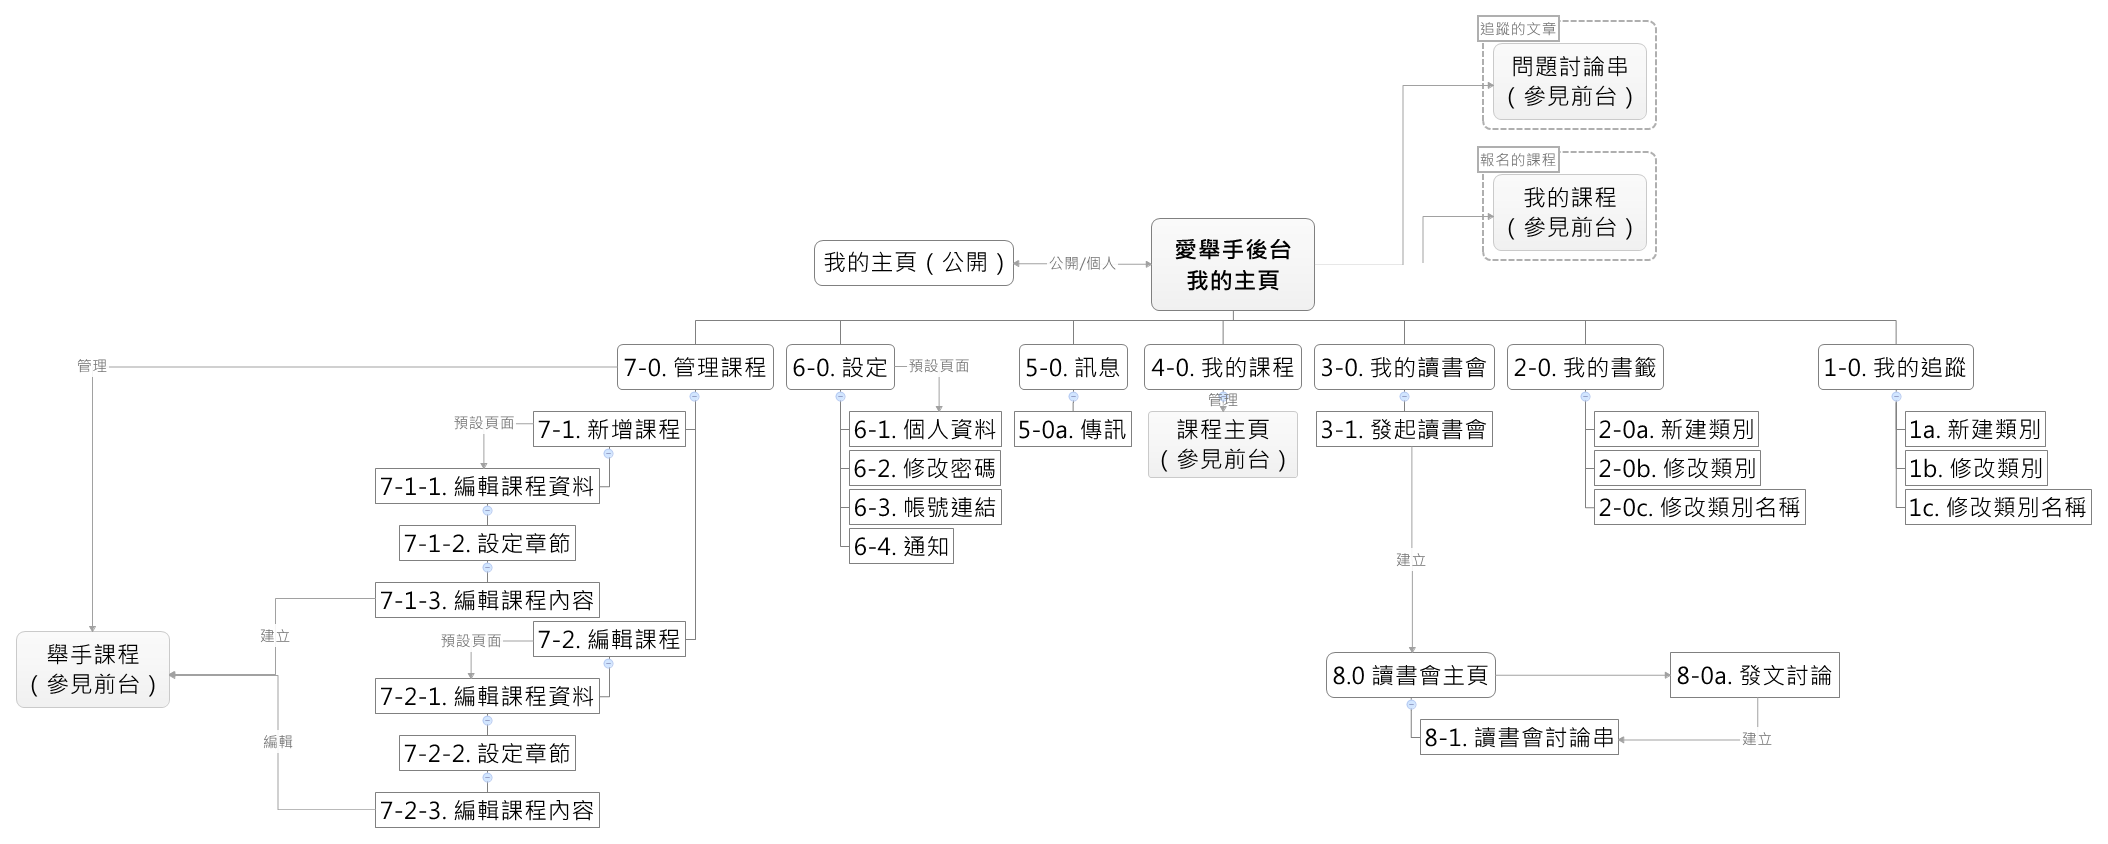 追蹤的文章
問題討論串
（參見前台）
報名的課程
我的課程
（參見前台）
愛舉手後台
我的主頁
公開/個人
我的主頁（公開）
管理
7-0. 管理課程
6-0. 設定
預設頁面
5-0. 訊息
4-0. 我的課程
3-0. 我的讀書會
2-0. 我的書籤
1-0. 我的追蹤
預設頁面
7-1. 新增課程
6-1. 個人資料
6-2. 修改密碼
6-3. 帳號連結
6-4. 通知
5-0a. 傳訊
管理
課程主頁
（參見前台）
3-1. 發起讀書會
2-0a. 新建類別
2-0b. 修改類別
2-0c. 修改類別名稱
1a. 新建類別
1b. 修改類別
1c. 修改類別名稱
7-1-1. 編輯課程資料
7-1-2. 設定章節
7-1-3. 編輯課程內容
建立
建立
舉手課程
（參見前台）
預設頁面
7-2. 編輯課程
7-2-1. 編輯課程資料
7-2-2. 設定章節
7-2-3. 編輯課程內容
編輯
8.0 讀書會主頁
8-0a. 發文討論
8-1. 讀書會討論串
建立